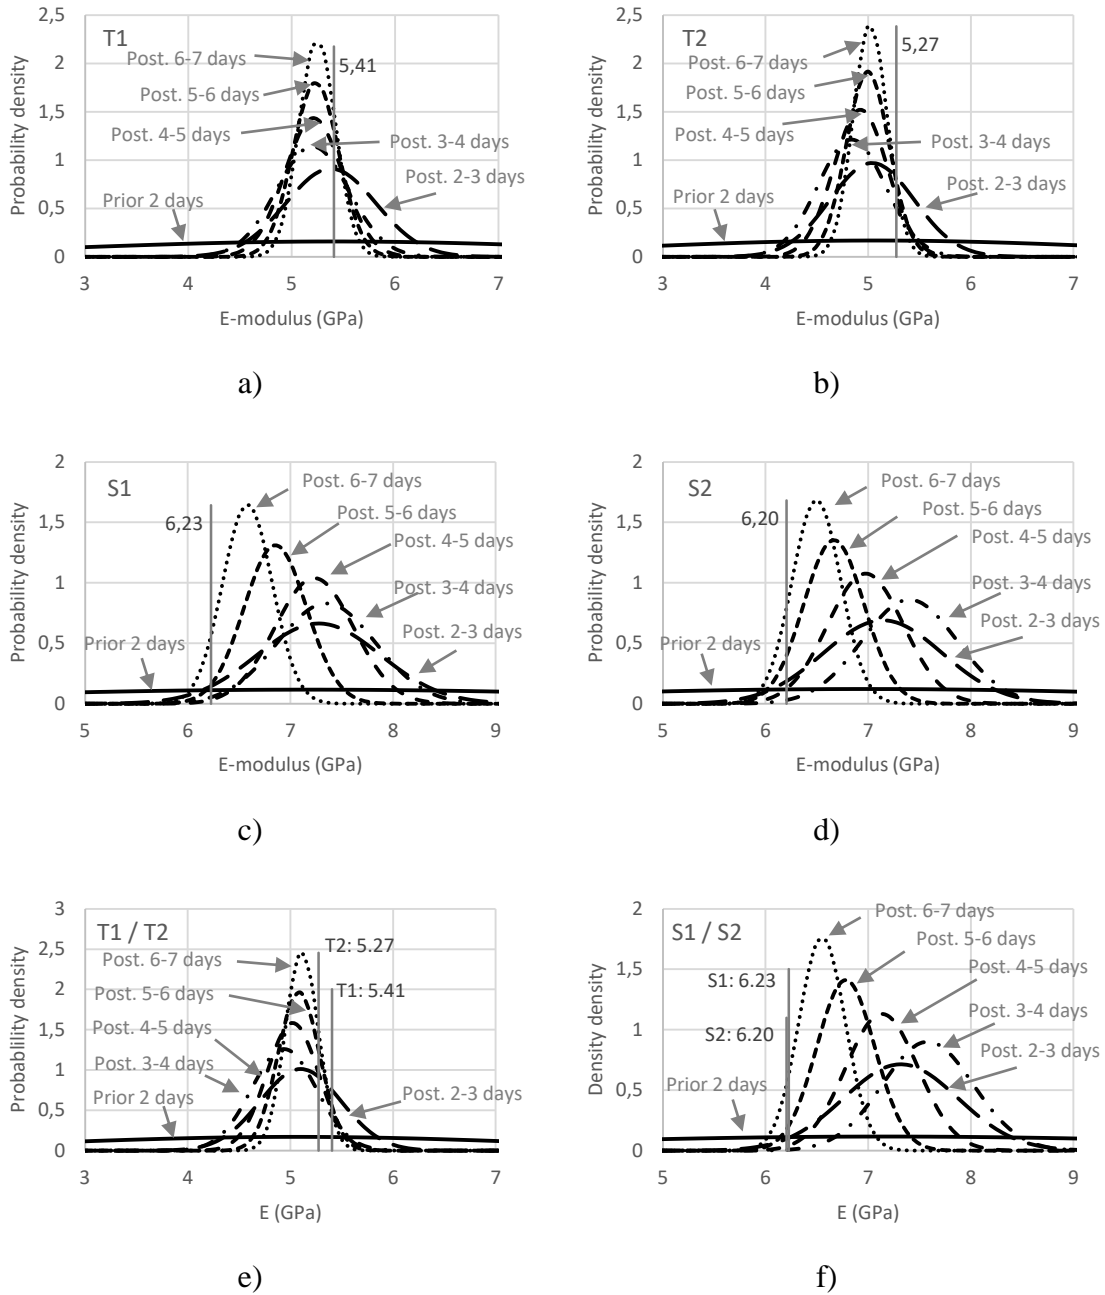 2,5
2
1,5
1
0,5
0
3
4
5
6
7
Probability density
E-modulus (GPa)
T1
Post. 6-7 days
5,41
Post. 5-6 days
Post. 4-5 days
Post. 3-4 days
Post. 2-3 days
Prior 2 days
a)
2,5
2
1,5
1
0,5
0
3
4
5
6
7
Probability density
E-modulus (GPa)
T2
5,27
Post. 6-7 days
Post. 5-6 days
Post. 4-5 days
Post. 3-4 days
Post. 2-3 days
Prior 2 days
b)
2
1,5
1
0,5
0
5
6
7
8
9
Probability density
E-modulus (GPa)
S1
Post. 6-7 days
6,23
Post. 5-6 days
Post. 4-5 days
Post. 3-4 days
Post. 2-3 days
Prior 2 days
c)
2
1,5
1
0,5
0
5
6
7
8
9
Probability density
E-modulus (GPa)
S2
Post. 6-7 days
6,20
Post. 5-6 days
Post. 4-5 days
Post. 3-4 days
Post. 2-3 days
Prior 2 days
d)
3
2,5
2
1,5
1
0,5
0
3
4
5
6
7
Probablility density
E (GPa)
T1 / T2
T2: 5.27
Post. 6-7 days
T1: 5.41
Post. 5-6 days
Post. 4-5 days
Post. 3-4 days
Post. 2-3 days
Prior 2 days
e)
2
1,5
1
0,5
0
5
6
7
8
9
Density density
E (GPa)
S1 / S2
Post. 6-7 days
Post. 5-6 days
Post. 4-5 days
S1: 6.23
Post. 3-4 days
S2: 6.20
Post. 2-3 days
Prior 2 days
f)